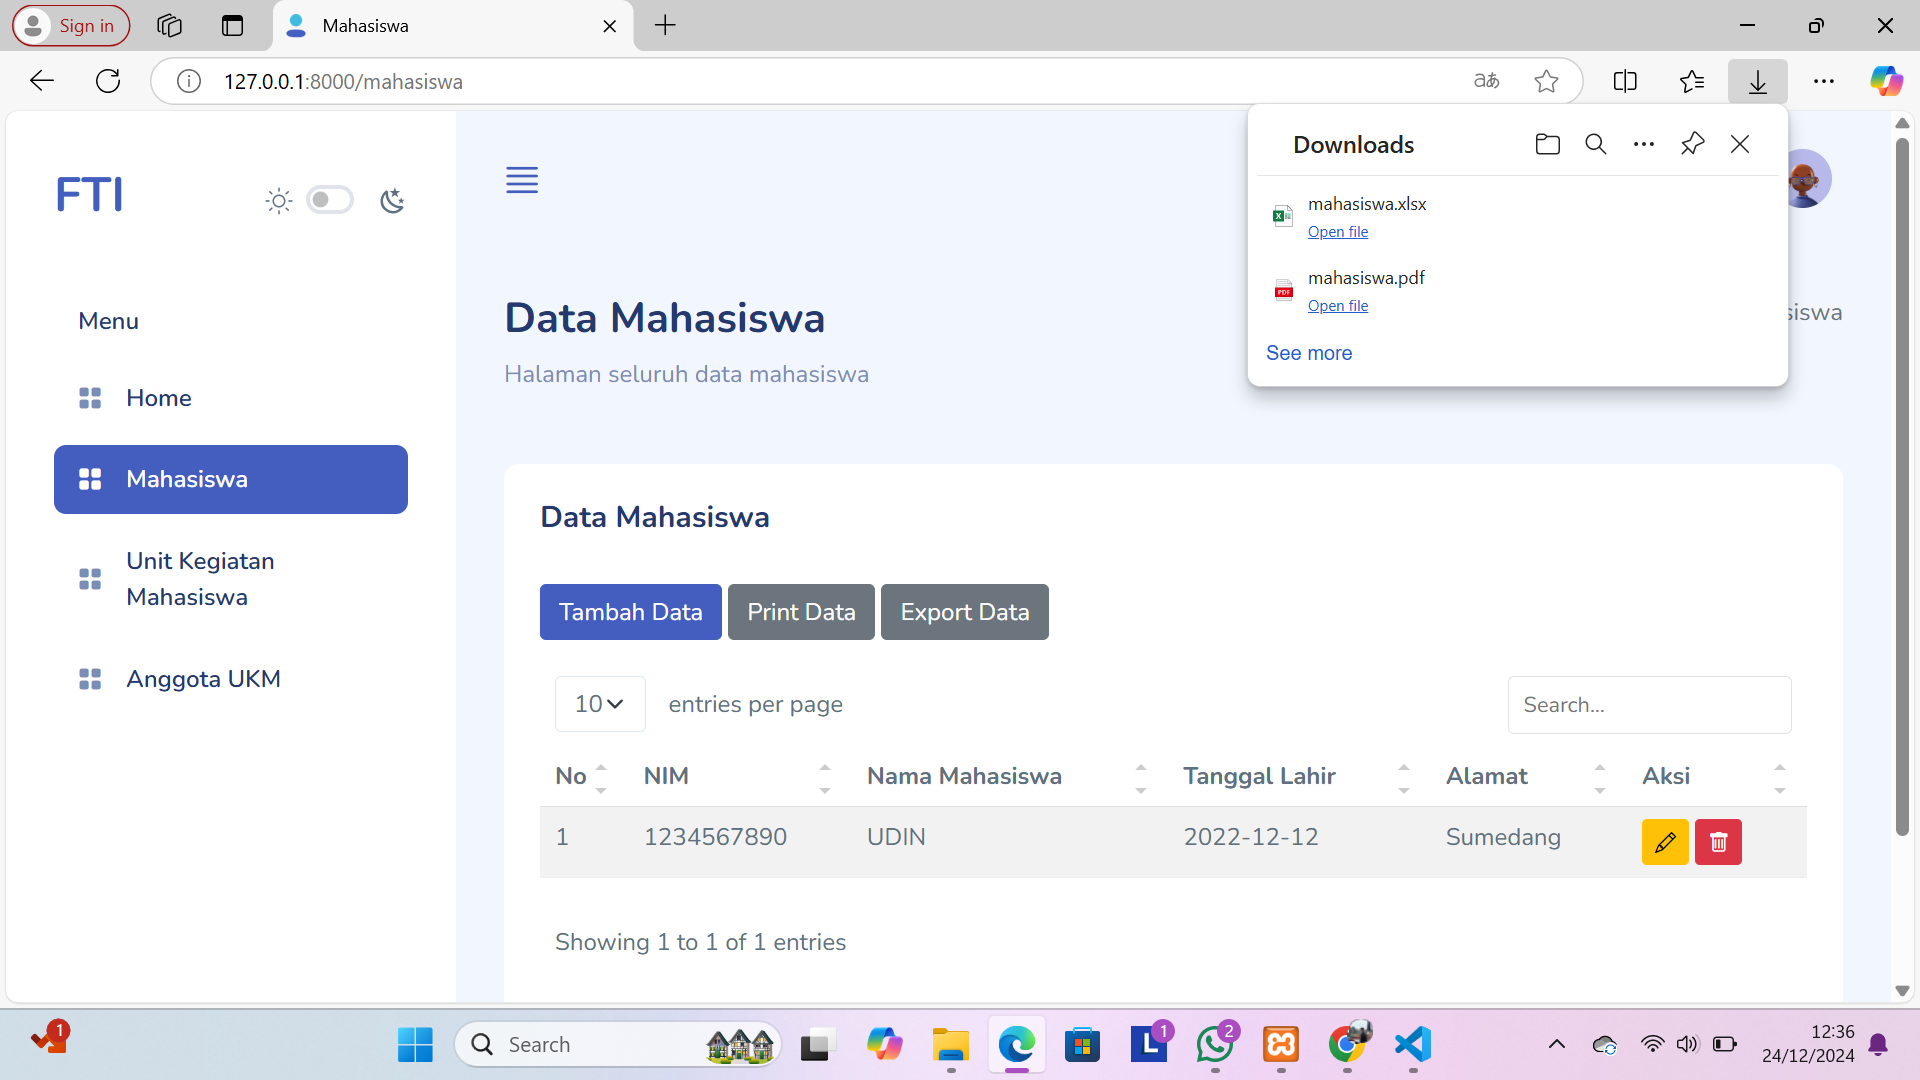 Sign in
Mahasiswa
127.0.0.1:8000/mahasiswa
aあ
Downloads
mahasiswa.xlsx
Open file
mahasiswa.pdf
Open file
See more
FTI
Menu
Home
Mahasiswa
Unit Kegiatan
Mahasiswa
Anggota UKM
Data Mahasiswa
Halaman seluruh data mahasiswa
Data Mahasiswa
Tambah Data Print Data Export Data
10 entries per page
Search...
No NIM Nama Mahasiswa Tanggal Lahir Alamat Aksi
1 1234567890 UDIN 2022-12-12 Sumedang
Showing 1 to 1 of 1 entries
1
Search
L 1
2
12:36
24/12/2024